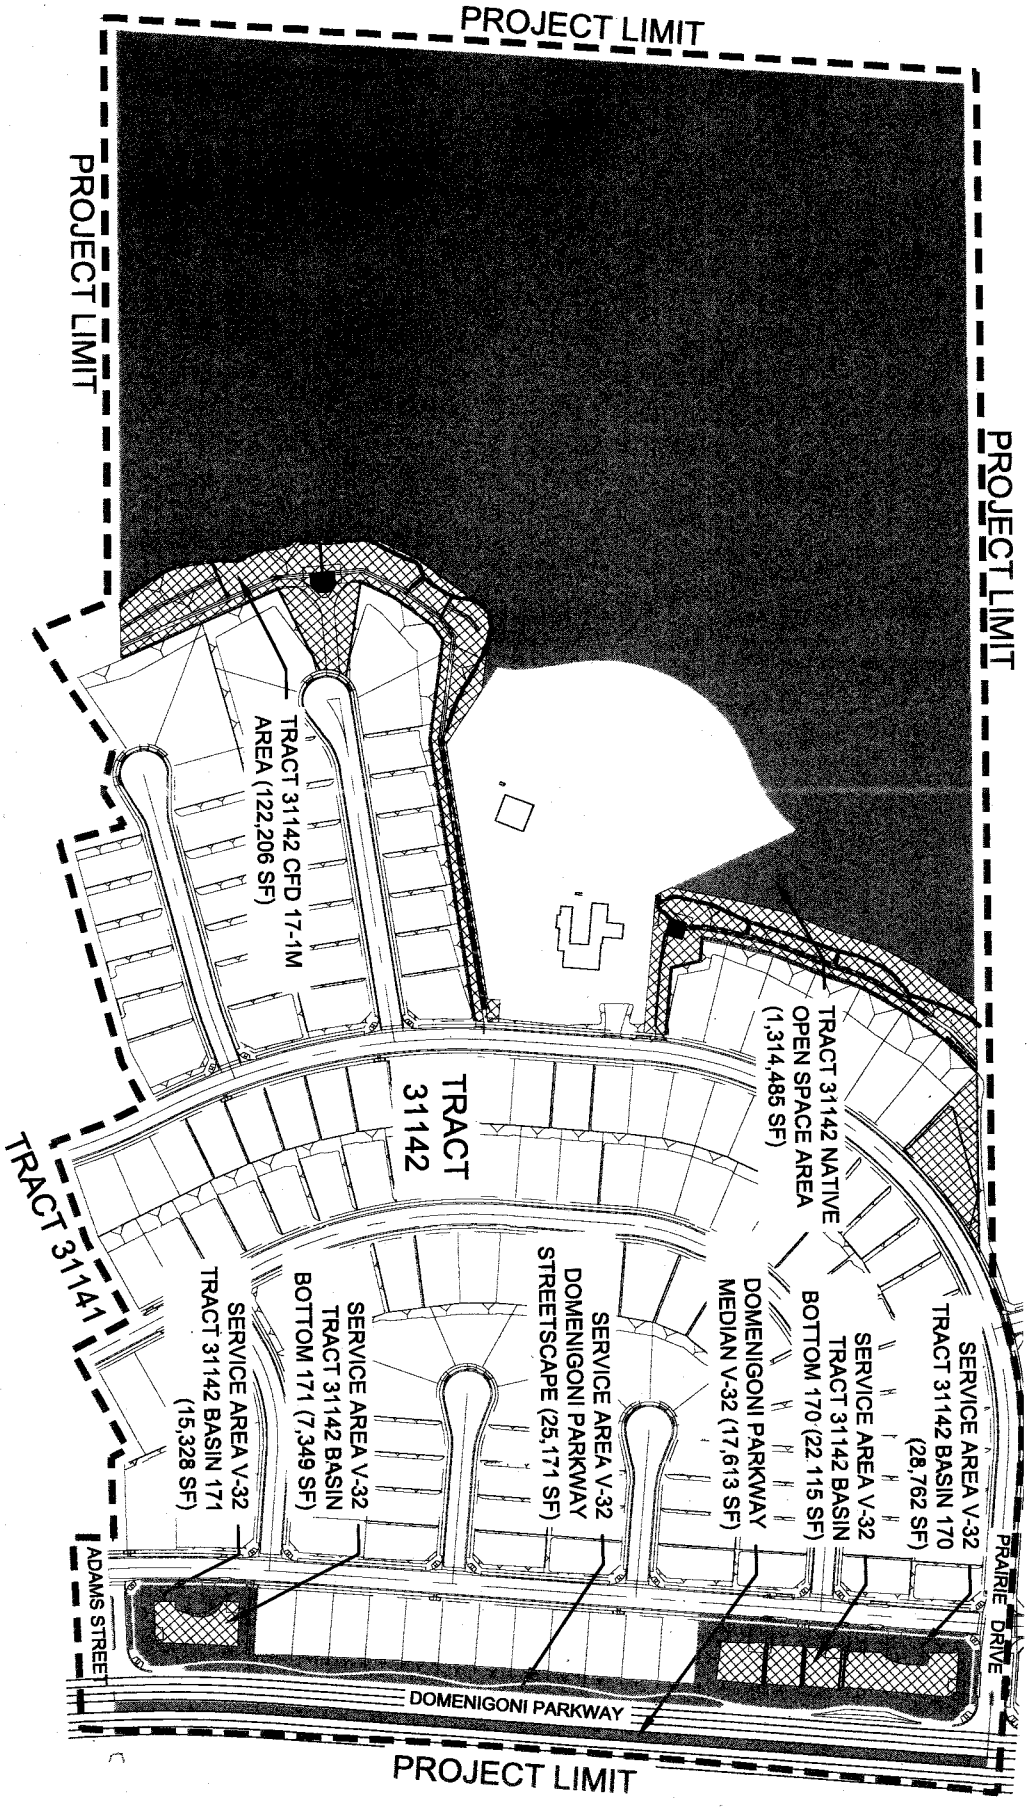 PROJECT LIMIT
PROJECT LIMIT
PROJECT LIMIT
TRACT 31142 CFD 17-1M
AREA (122,206 SF)
TRACT 31142 NATIVE
OPEN SPACE AREA
(1,314,485 SF)
TRACT
31142
TRACT 31141
SERVICE AREA V-32
TRACT 31142 BASIN 170
(28,762 SF)
SERVICE AREA V-32
TRACT 31142 BASIN
BOTTOM 170 (22,115 SF)
DOMENIGONI PARKWAY
MEDIAN V-32 (17,613 SF)
SERVICE AREA V-32
DOMENIGONI PARKWAY
STREETSCAPE (25,171 SF)
SERVICE AREA V-32
TRACT 31142 BASIN
BOTTOM 171 (7,349 SF)
SERVICE AREA V-32
TRACT 31142 BASIN 171
(15,328 SF)
PRAIRIE DRIVE
ADAMS STREET
DOMENIGONI PARKWAY
PROJECT LIMIT